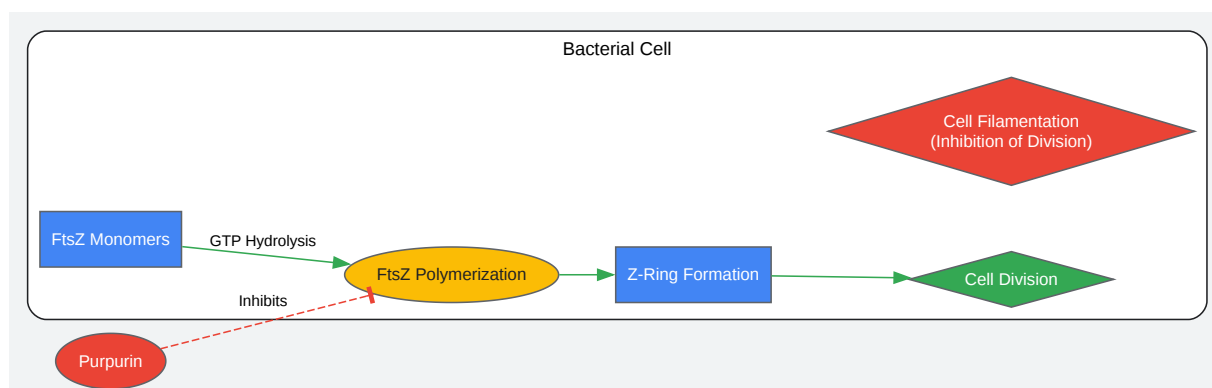 Bacterial Cell
Cell Filamentation
(Inhibition of Division)
FtsZ Monomers
GTP Hydrolysis
FtsZ Polymerization
Z-Ring Formation
Cell Division
Inhibits
Purpurin